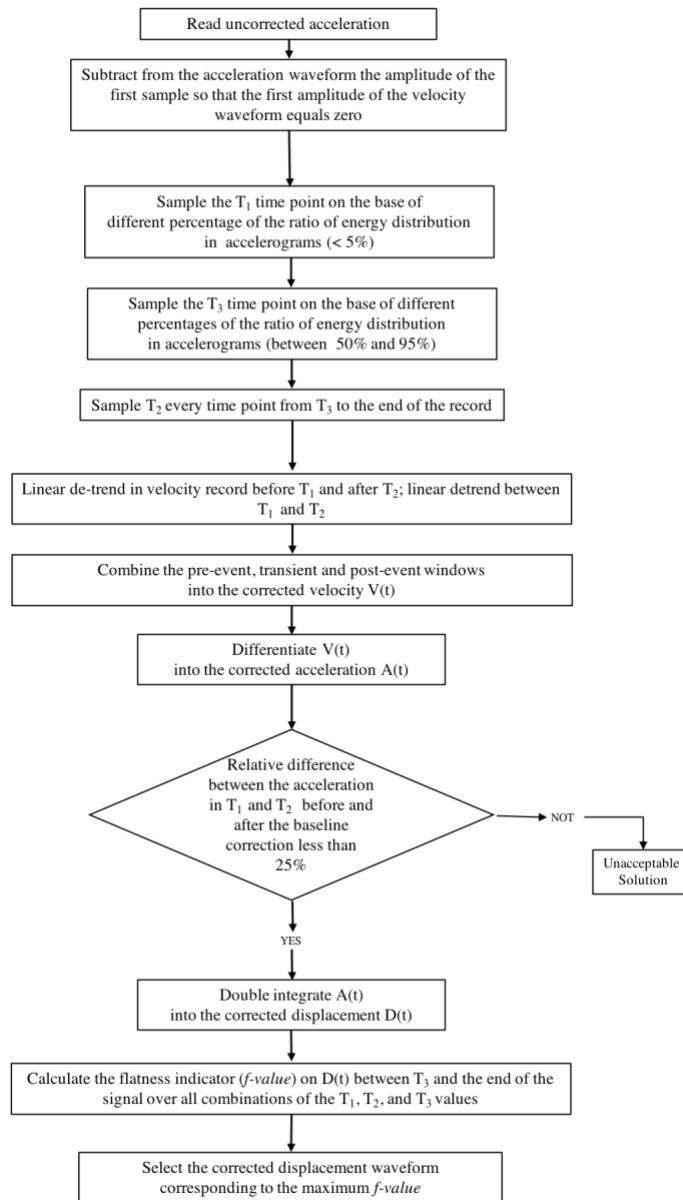 Read uncorrected acceleration
Subtract from the acceleration waveform the amplitude of the
first sample so that the first amplitude of the velocity
waveform equals zero
Sample the T₁ time point on the base of
different percentage of the ratio of energy distribution
in accelerograms (< 5%)
Sample the T₃ time point on the base of different
percentages of the ratio of energy distribution
in accelerograms (between 50% and 95%)
Sample T₂ every time point from T₃ to the end of the record
Linear de-trend in velocity record before T₁ and after T₂; linear detrend between
T₁ and T₂
Combine the pre-event, transient and post-event windows
into the corrected velocity V(t)
Differentiate V(t)
into the corrected acceleration A(t)
Relative difference
between the acceleration
in T₁ and T₂ before and
after the baseline
correction less than
25%
NOT
Unacceptable
Solution
YES
Double integrate A(t)
into the corrected displacement D(t)
Calculate the flatness indicator (f-value) on D(t) between T₃ and the end of the
signal over all combinations of the T₁, T₂, and T₃ values
Select the corrected displacement waveform
corresponding to the maximum f-value